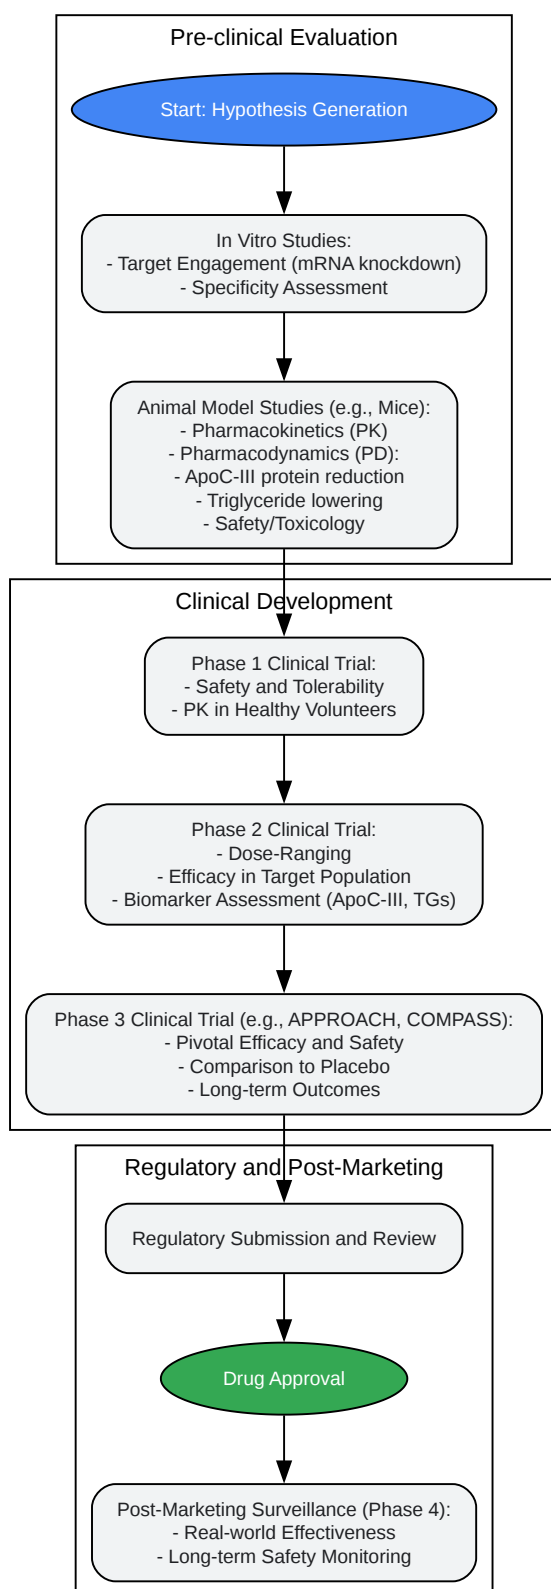 Pre-clinical Evaluation
Start: Hypothesis Generation
In Vitro Studies:
- Target Engagement (mRNA knockdown)
- Specificity Assessment
Animal Model Studies (e.g., Mice):
- Pharmacokinetics (PK)
- Pharmacodynamics (PD):
- ApoC-III protein reduction
- Triglyceride lowering
- Safety/Toxicology
Clinical Development
Phase 1 Clinical Trial:
- Safety and Tolerability
- PK in Healthy Volunteers
Phase 2 Clinical Trial:
- Dose-Ranging
- Efficacy in Target Population
- Biomarker Assessment (ApoC-III, TGs)
Phase 3 Clinical Trial (e.g., APPROACH, COMPASS):
- Pivotal Efficacy and Safety
- Comparison to Placebo
- Long-term Outcomes
Regulatory and Post-Marketing
Regulatory Submission and Review
Drug Approval
Post-Marketing Surveillance (Phase 4):
- Real-world Effectiveness
- Long-term Safety Monitoring